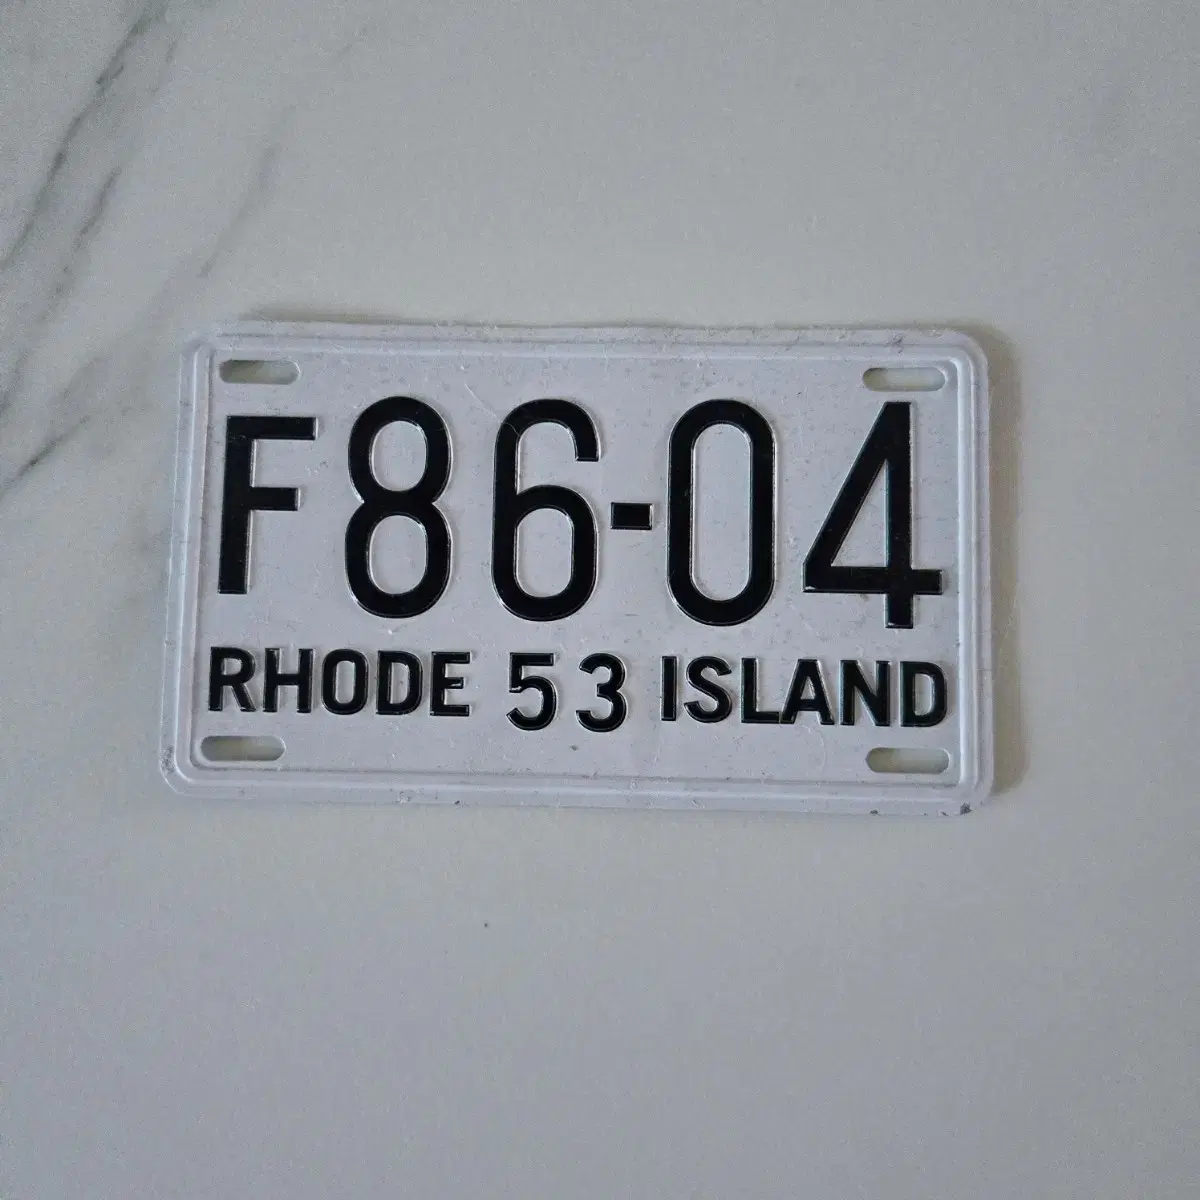 F86-04
RHODE 53 ISLAND